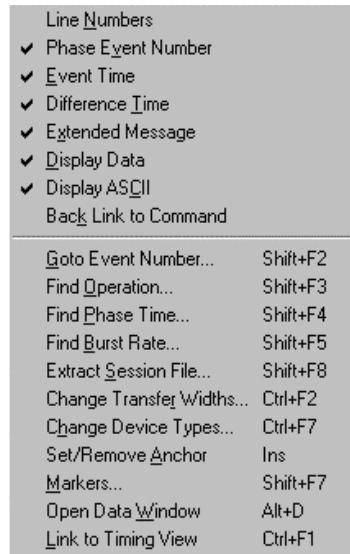 Line Numbers
✓ Phase Event Number
✓ Event Time
✓ Difference Time
✓ Extended Message
✓ Display Data
✓ Display ASCII
Back Link to Command
Goto Event Number... Shift+F2
Find Operation... Shift+F3
Find Phase Time... Shift+F4
Find Burst Rate... Shift+F5
Extract Session File... Shift+F8
Change Transfer Widths... Ctrl+F2
Change Device Types... Ctrl+F7
Set/Remove Anchor Ins
Markers... Shift+F7
Open Data Window Alt+D
Link to Timing View Ctrl+F1